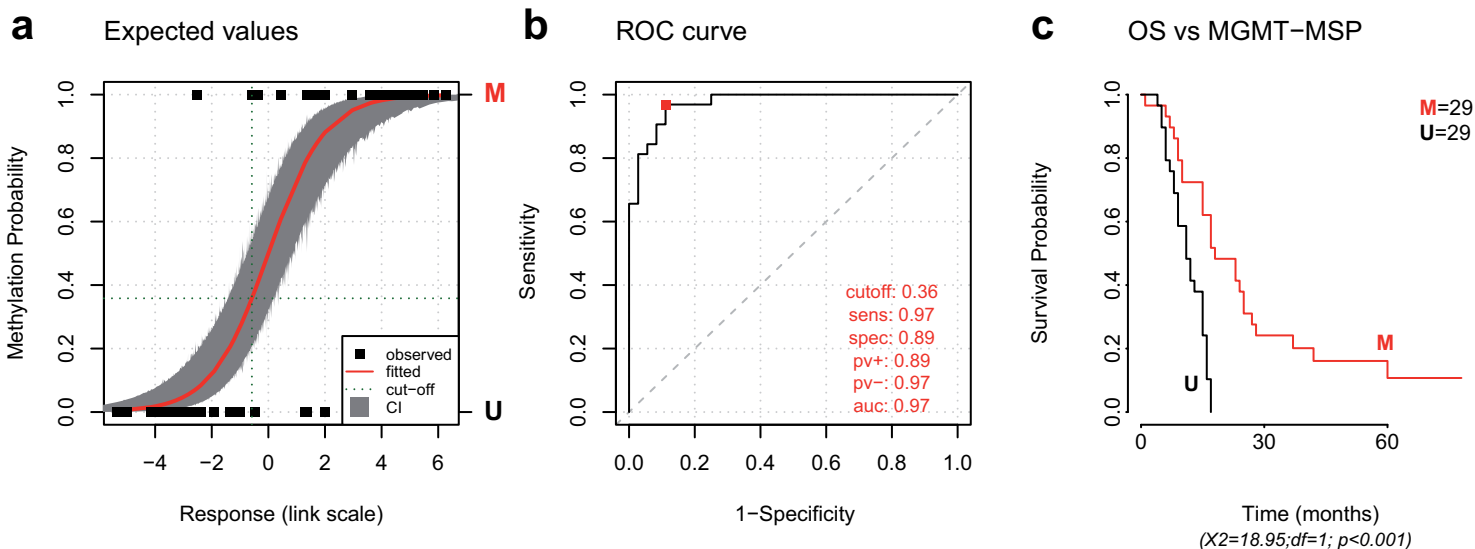 a
Expected values
Methylation Probability
1.0
0.8
0.6
0.4
0.2
0.0
M
U
observed
fitted
cut−off
CI
−4 −2 0 2 4 6
Response (link scale)
b
ROC curve
Sensitivity
1.0
0.8
0.6
0.4
0.2
0.0
cutoff: 0.36
sens: 0.97
spec: 0.89
pv+: 0.89
pv−: 0.97
auc: 0.97
0.0 0.2 0.4 0.6 0.8 1.0
1−Specificity
c
OS vs MGMT−MSP
Survival Probability
1.0
0.8
0.6
0.4
0.2
0.0
M=29
U=29
M
U
0 30 60
Time (months)
(X2=18.95;df=1; p<0.001)